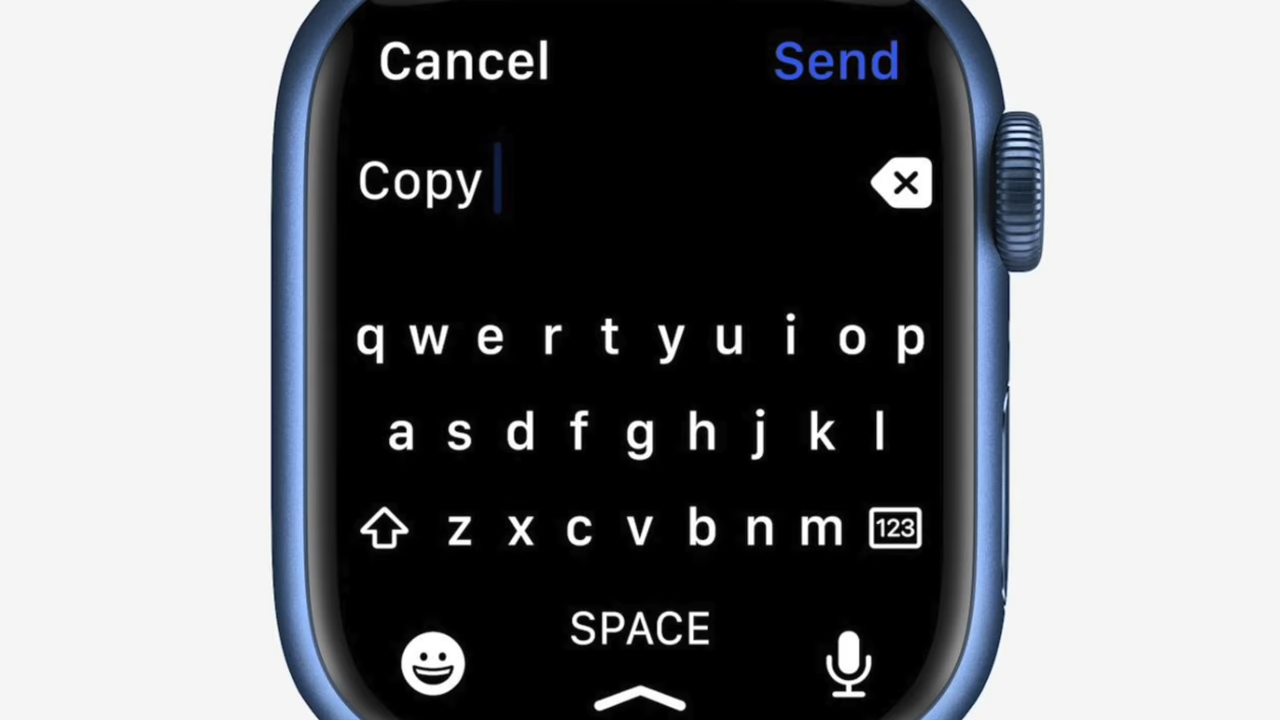 Cancel Send
Copy
q w e r t y u i o p
a s d f g h j k l
z x c v b n m 123
SPACE